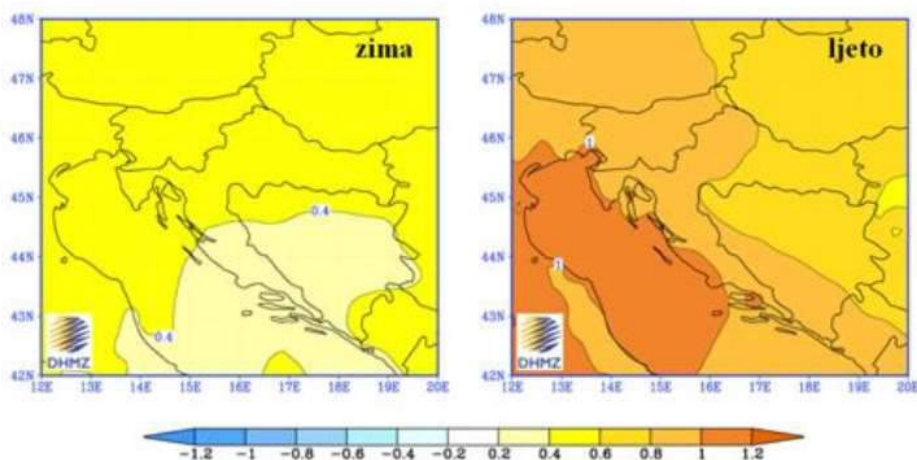 zima
ljeto
48N
47N
46N
45N
44N
43N
42N
12E 13E 14E 15E 16E 17E 18E 19E 20E
0.4
0.4
DHMZ
48N
47N
46N
45N
44N
43N
42N
12E 13E 14E 15E 16E 17E 18E 19E 20E
1
1
DHMZ
-1.2 -1 -0.8 -0.6 -0.4 -0.2 0.2 0.4 0.6 0.8 1 1.2